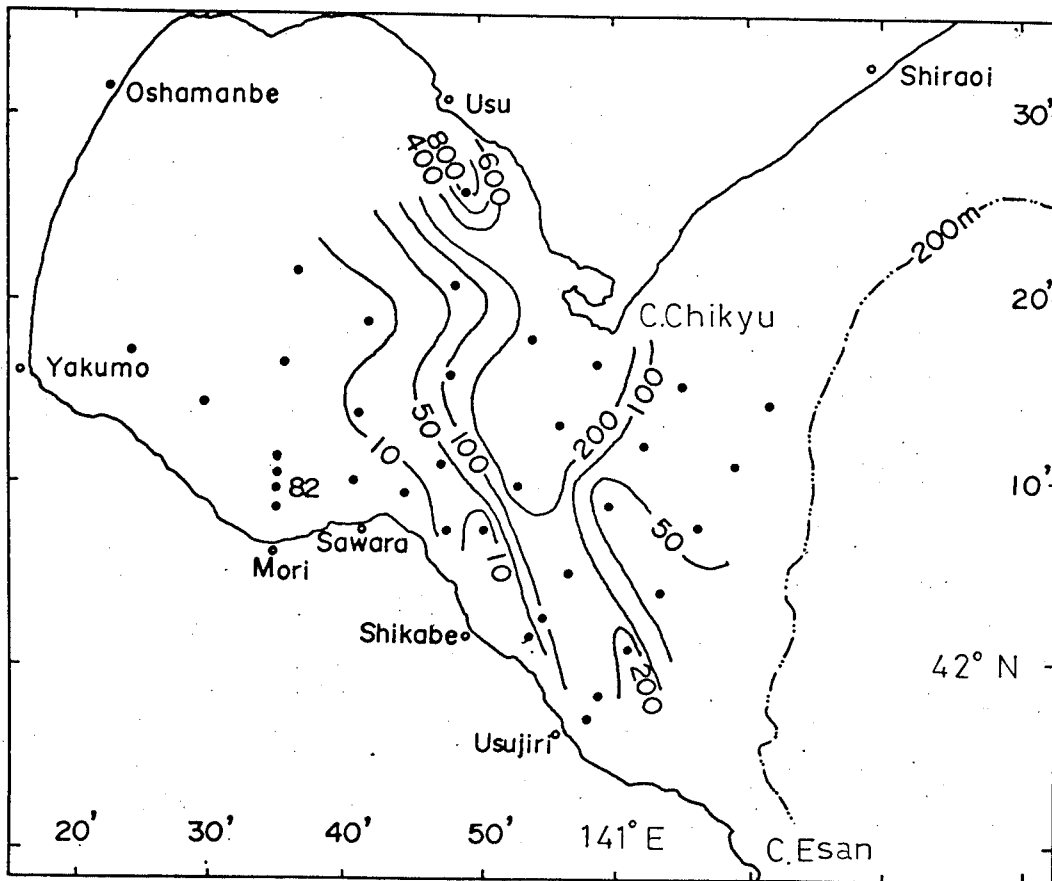 Shiraoi
Oshamanbe
Usu
30'
400
800
600
200m
20'
C.Chikyu
Yakumo
50
100
200
100
10
82
10'
50
Sawara
10
Mori
Shikabe
42° N
200
Usujiri
20'
30'
40'
50'
141° E
C.Esan